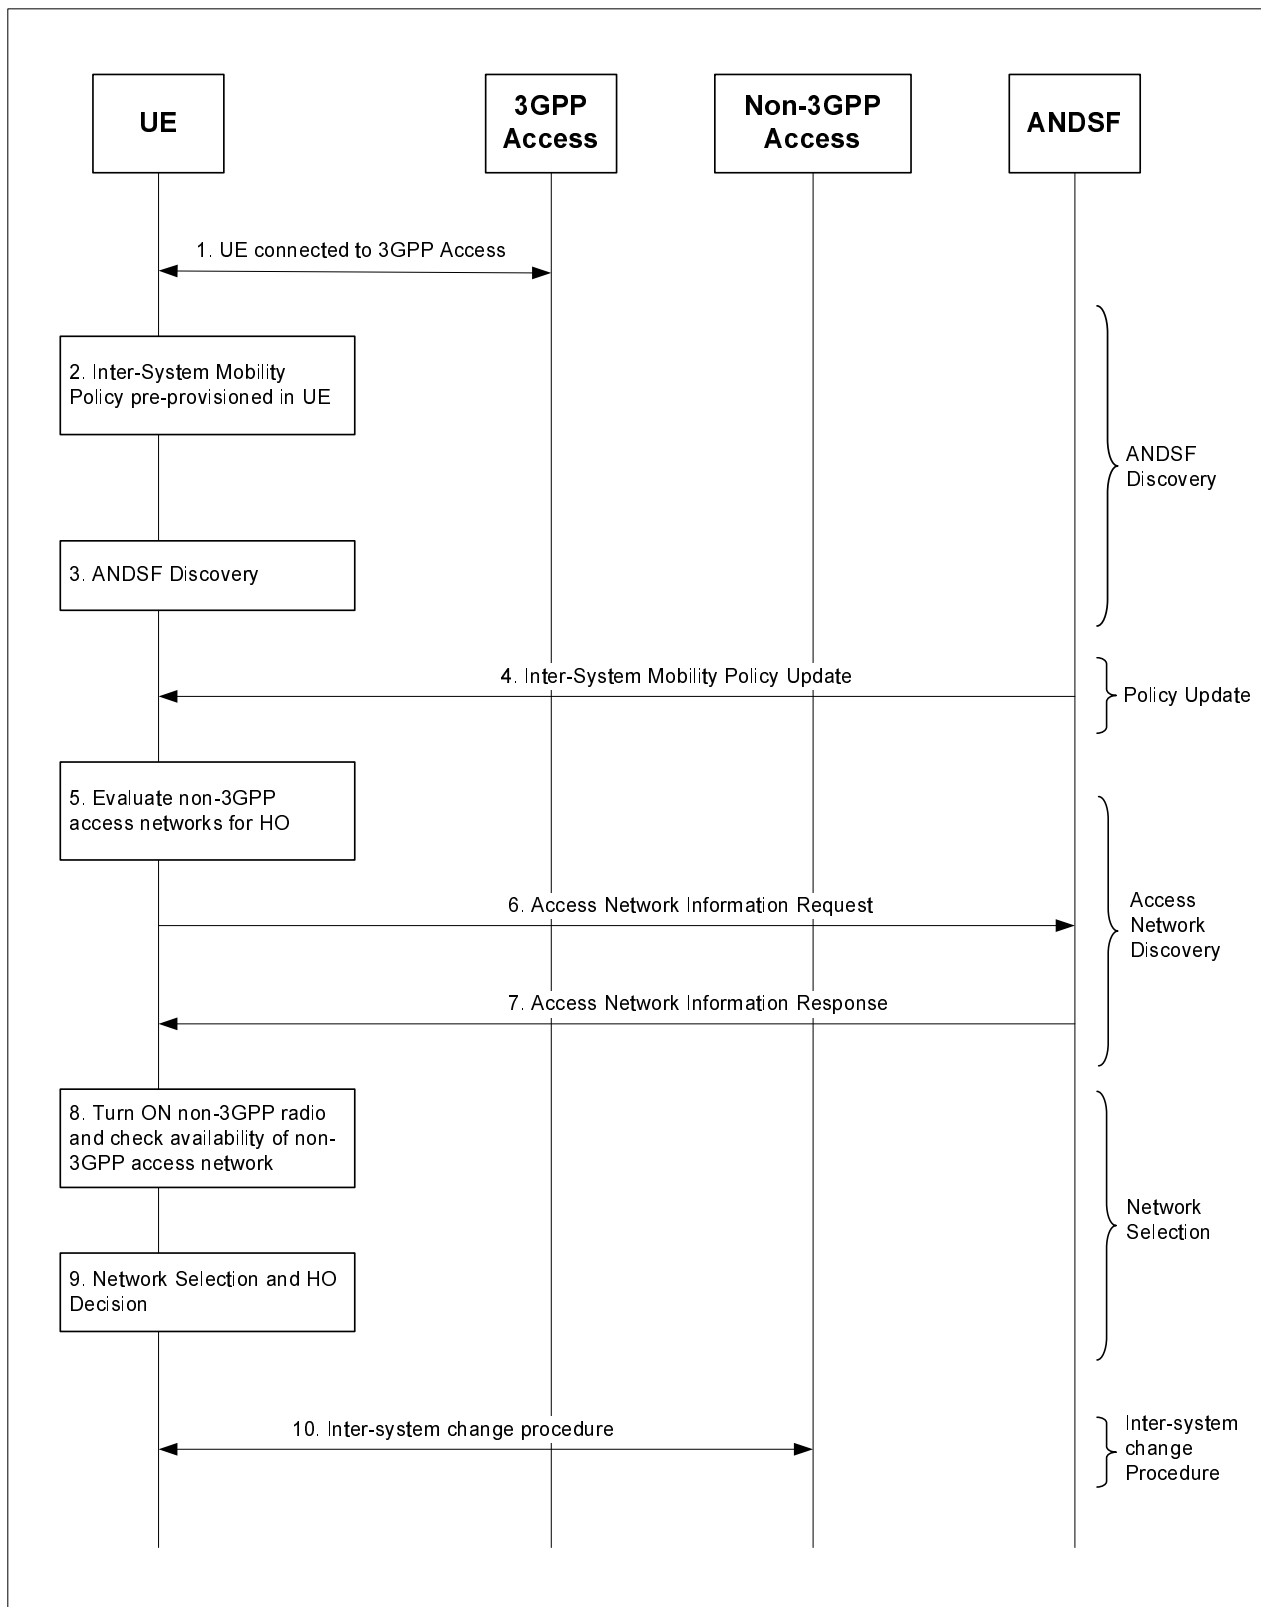 UE
3GPP
Access
Non-3GPP
Access
ANDSF
1. UE connected to 3GPP Access
2. Inter-System Mobility
Policy pre-provisioned in UE
ANDSF
Discovery
3. ANDSF Discovery
4. Inter-System Mobility Policy Update
Policy Update
5. Evaluate non-3GPP
access networks for HO
6. Access Network Information Request
Access
Network
Discovery
7. Access Network Information Response
8. Turn ON non-3GPP radio
and check availability of non-
3GPP access network
Network
Selection
9. Network Selection and HO
Decision
10. Inter-system change procedure
Inter-system
change
Procedure